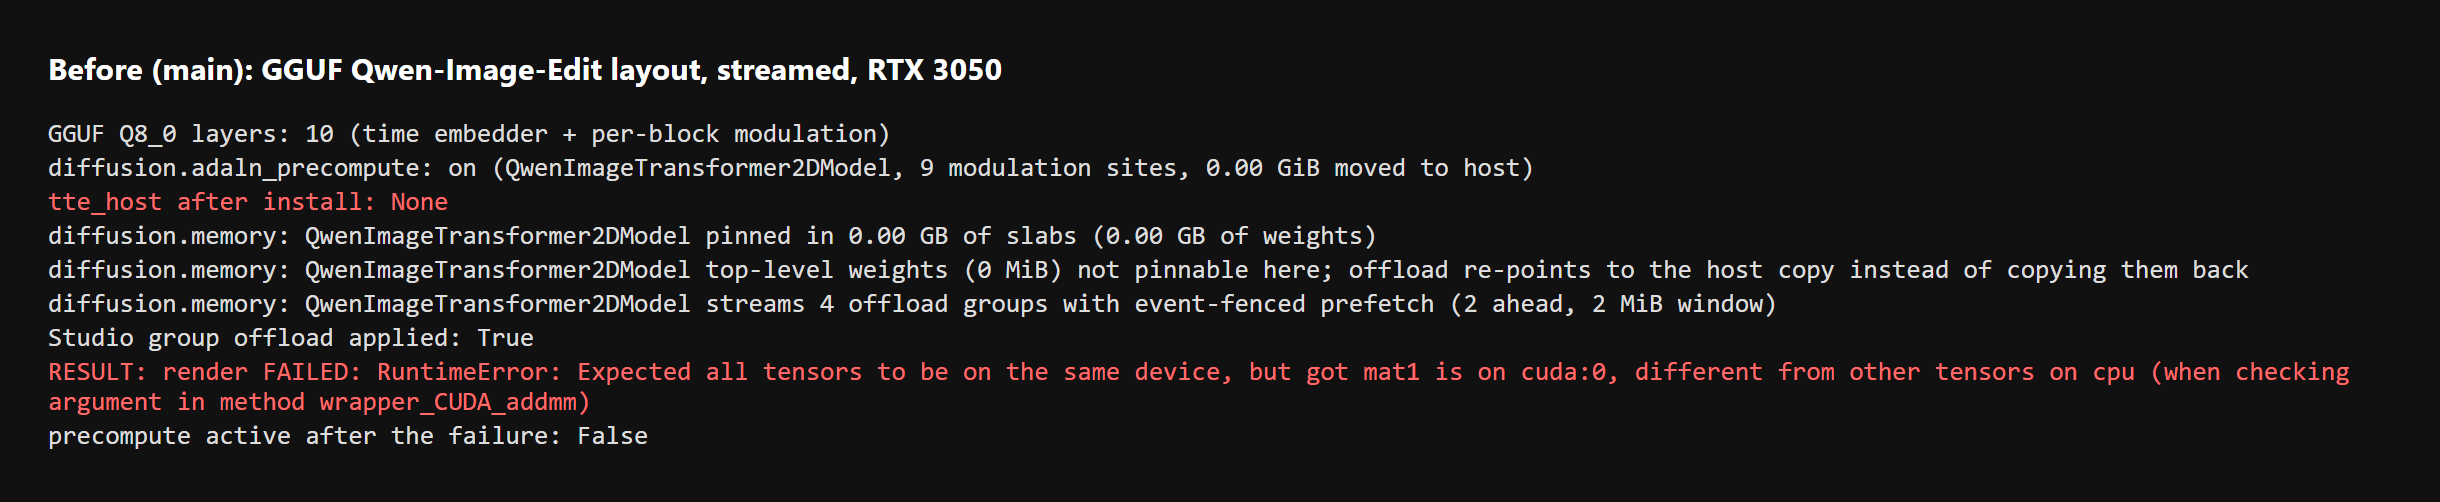 Before (main): GGUF Qwen-Image-Edit layout, streamed, RTX 3050
GGUF Q8_0 layers: 10 (time embedder + per-block modulation)
diffusion.adaln_precompute: on (QwenImageTransformer2DModel, 9 modulation sites, 0.00 GiB moved to host)
tte_host after install: None
diffusion.memory: QwenImageTransformer2DModel pinned in 0.00 GB of slabs (0.00 GB of weights)
diffusion.memory: QwenImageTransformer2DModel top-level weights (0 MiB) not pinnable here; offload re-points to the host copy instead of copying them back
diffusion.memory: QwenImageTransformer2DModel streams 4 offload groups with event-fenced prefetch (2 ahead, 2 MiB window)
Studio group offload applied: True
RESULT: render FAILED: RuntimeError: Expected all tensors to be on the same device, but got mat1 is on cuda:0, different from other tensors on cpu (when checking
argument in method wrapper_CUDA_addmm)
precompute active after the failure: False